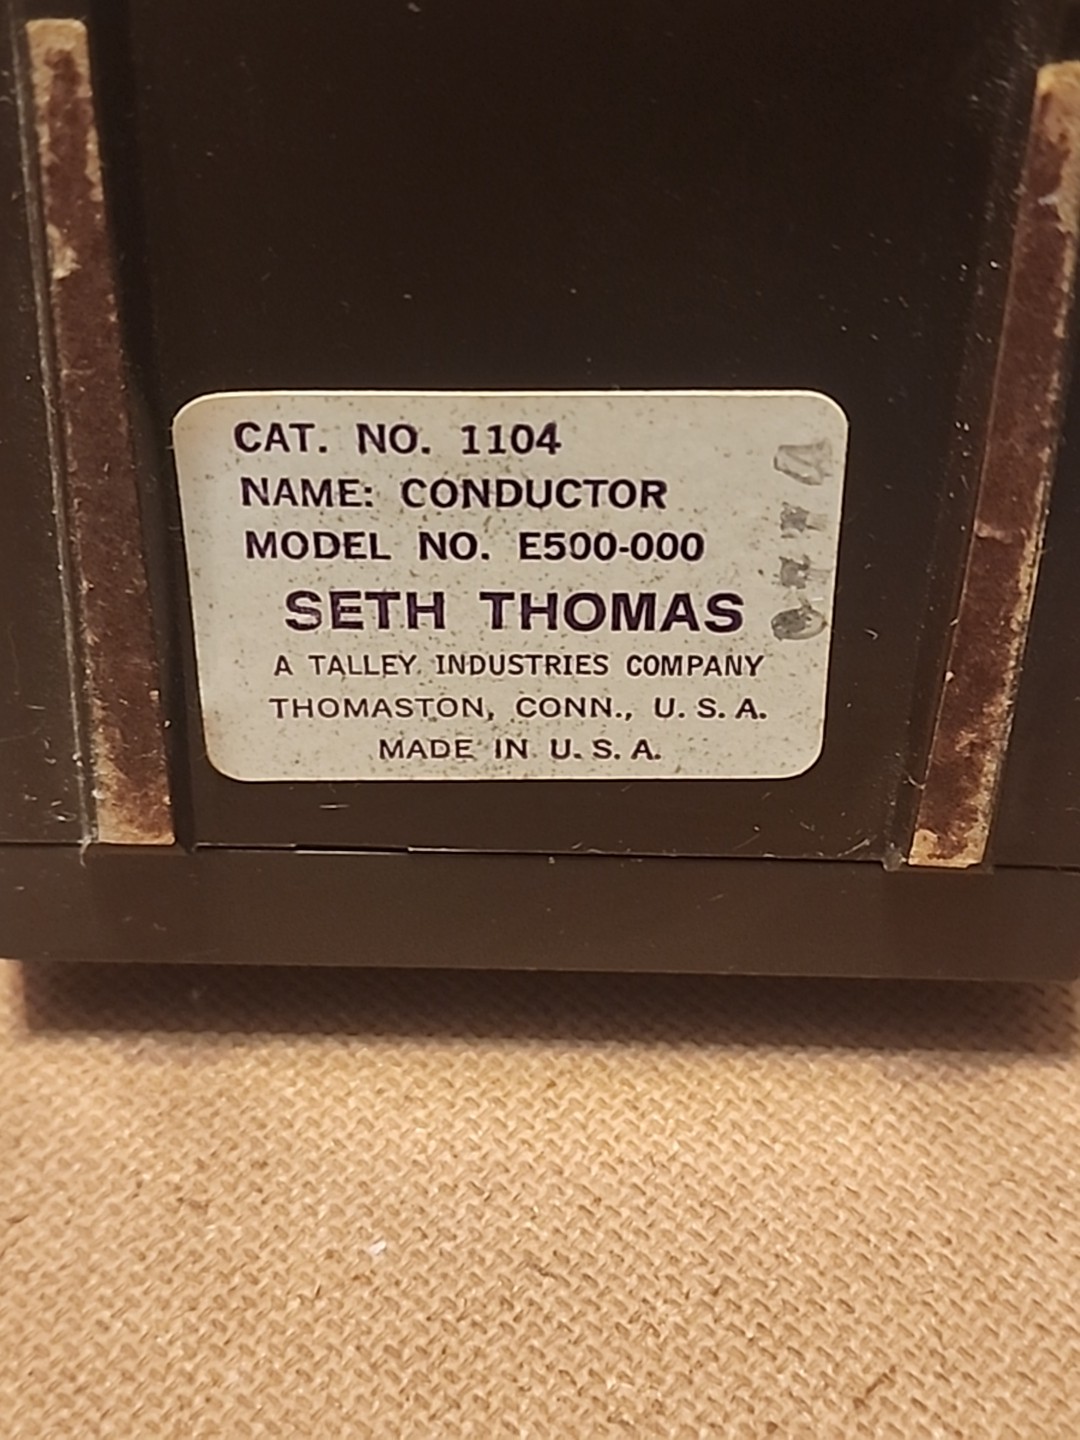 CAT. NO. 1104
NAME: CONDUCTOR
MODEL NO. E500-000
SETH THOMAS
A TALLEY INDUSTRIES COMPANY
THOMASTON, CONN., U. S. A.
MADE IN U. S. A.